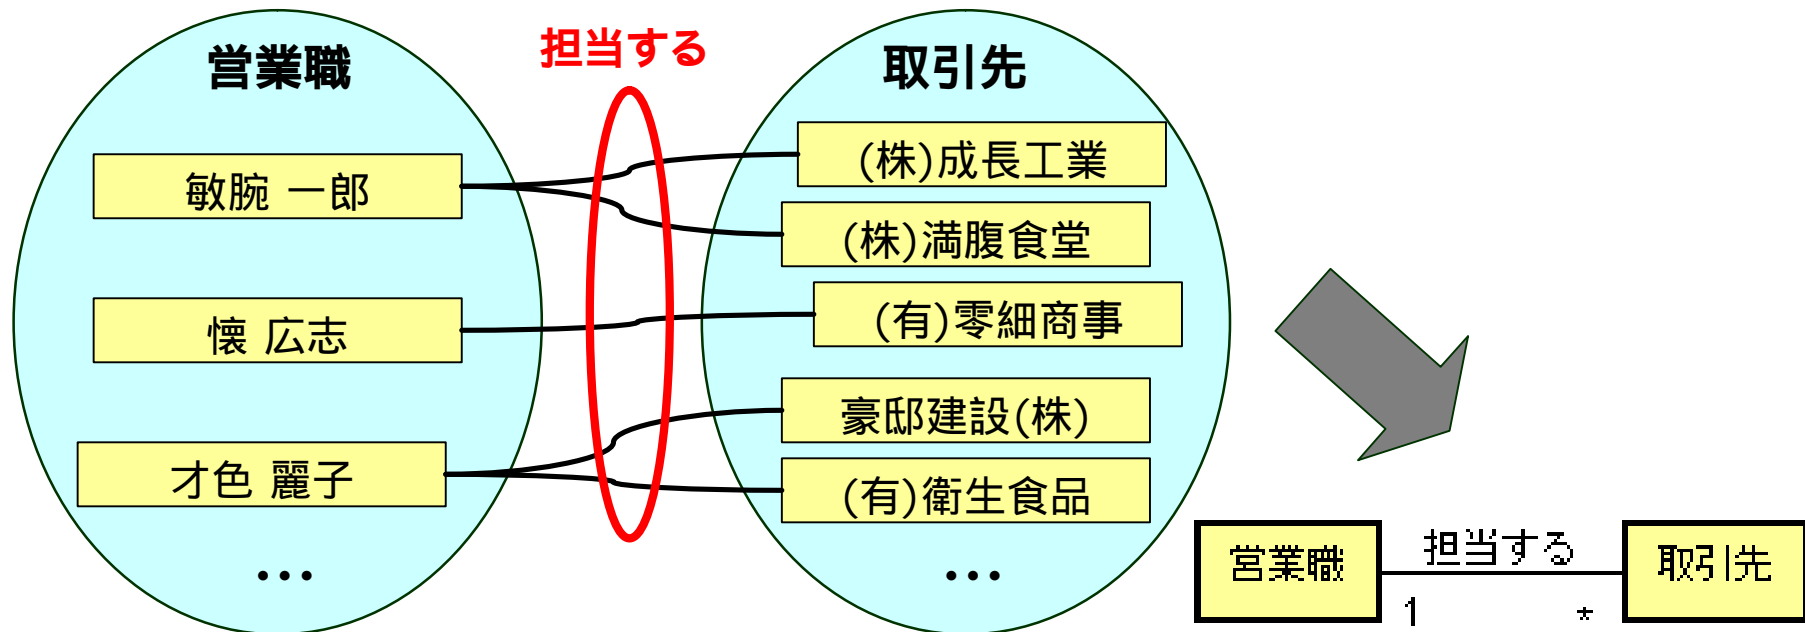 営業職
担当する
取引先
敏腕 一郎
懐 広志
才色 麗子
…
(株)成長工業
(株)満腹食堂
(有)零細商事
豪邸建設(株)
(有)衛生食品
…
営業職
担当する
取引先
1
*